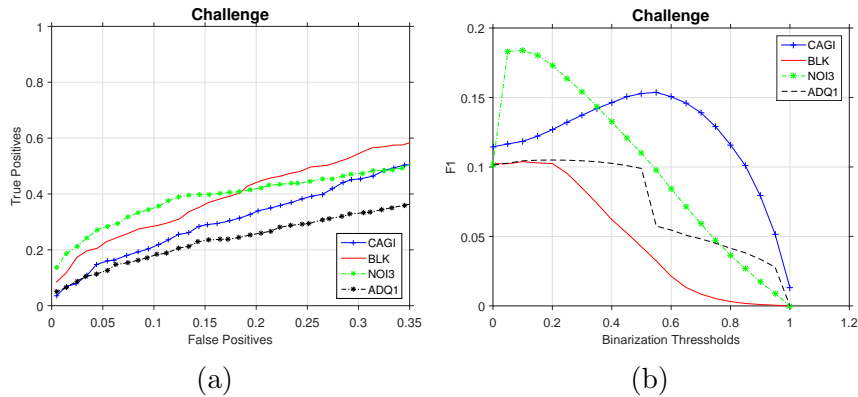 Challenge
True Positives
1
0.8
0.6
0.4
0.2
0
0 0.05 0.1 0.15 0.2 0.25 0.3 0.35
False Positives
CAGI
BLK
NOI3
ADQ1
(a)
Challenge
F1
0.2
0.15
0.1
0.05
0
0 0.2 0.4 0.6 0.8 1 1.2
Binarization Thressholds
CAGI
BLK
NOI3
ADQ1
(b)